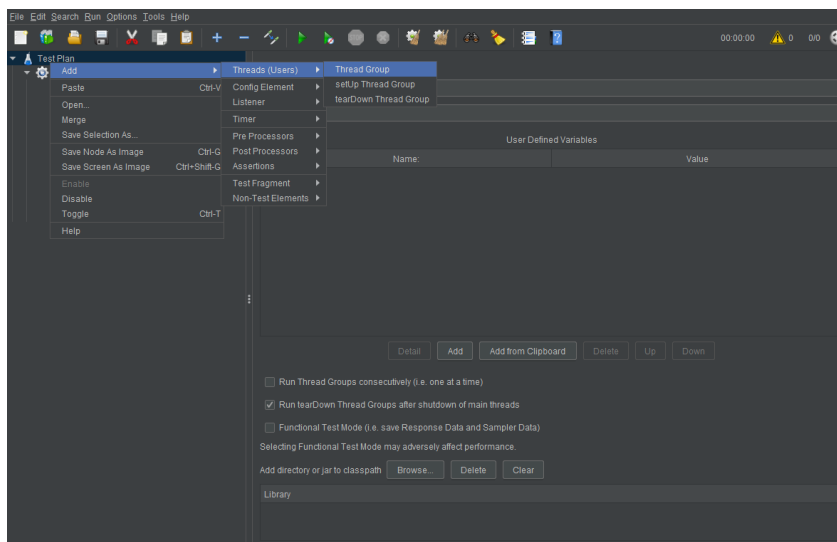 File Edit Search Run Options Tools Help
00:00:00 0 0/0
Test Plan
Add
Paste Ctrl-V
Open...
Merge
Save Selection As...
Save Node As Image Ctrl-G
Save Screen As Image Ctrl+Shift-G
Enable
Disable
Toggle Ctrl-T
Help
Threads (Users)
Config Element
Listener
Timer
Pre Processors
Post Processors
Assertions
Test Fragment
Non-Test Elements
Thread Group
setUp Thread Group
tearDown Thread Group
User Defined Variables
Name: Value
Detail Add Add from Clipboard Delete Up Down
Run Thread Groups consecutively (i.e. one at a time)
Run tearDown Thread Groups after shutdown of main threads
Functional Test Mode (i.e. save Response Data and Sampler Data)
Selecting Functional Test Mode may adversely affect performance.
Add directory or jar to classpath Browse... Delete Clear
Library